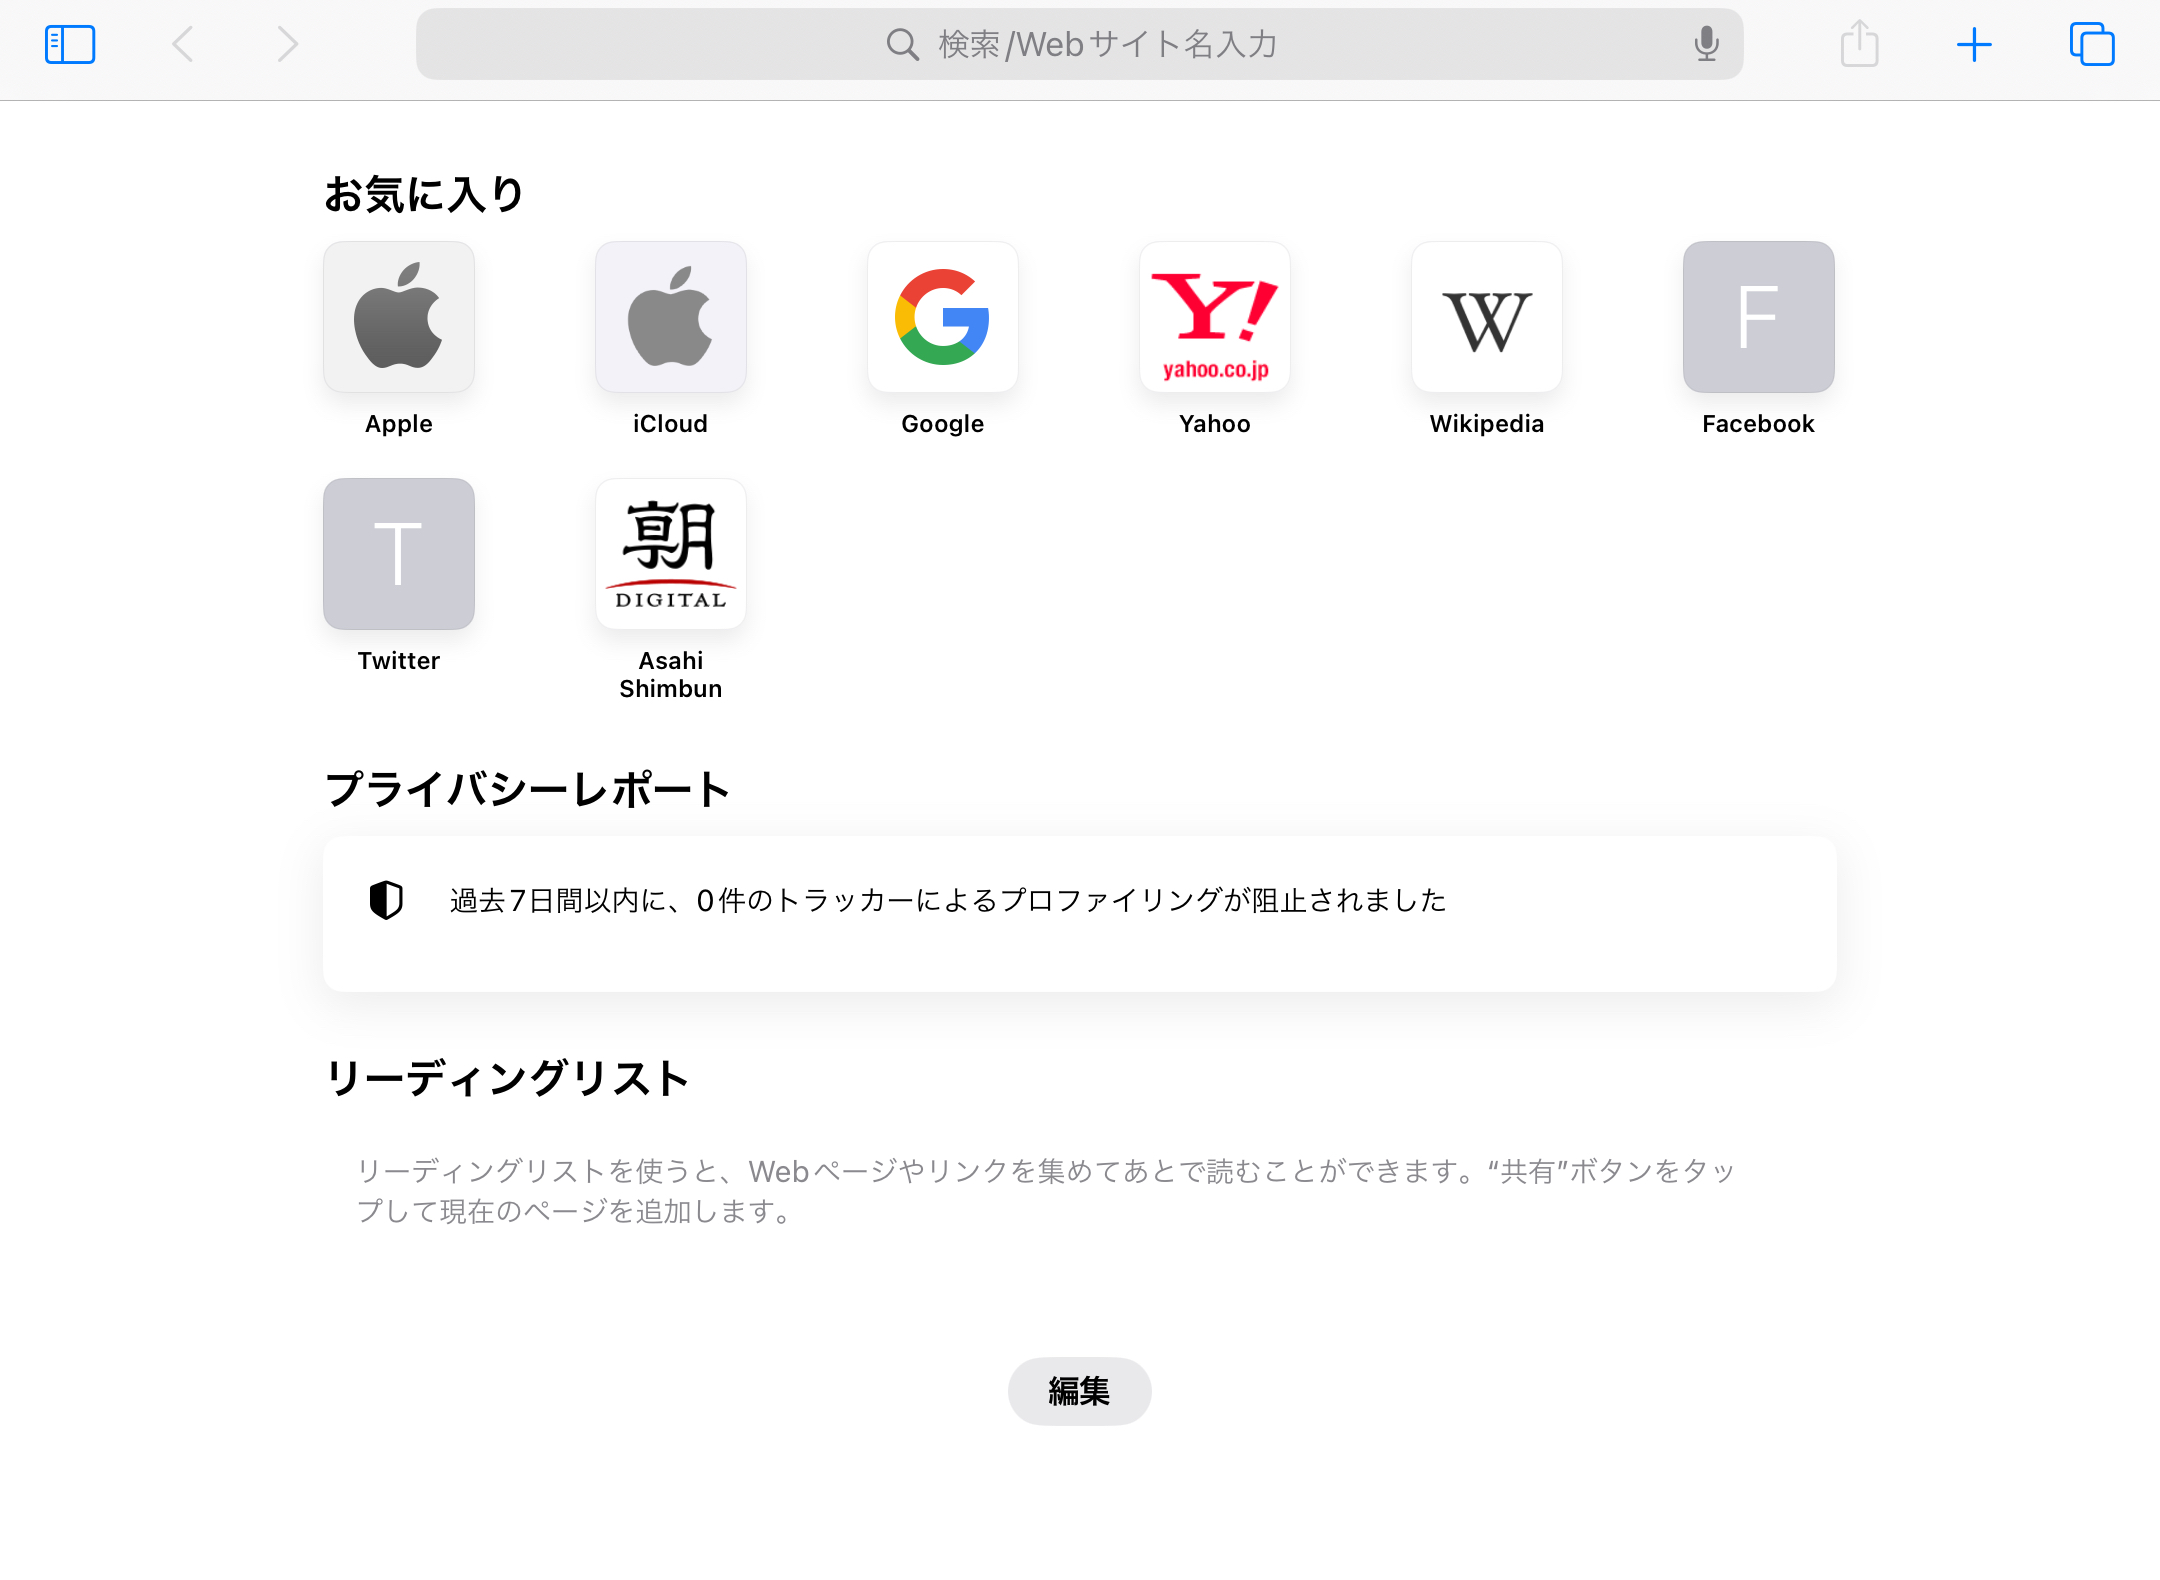 検索/Webサイト名入力
お気に入り
Y!
yahoo.co.jp
W
F
Apple
iCloud
Google
Yahoo
Wikipedia
Facebook
T
朝
DIGITAL
Twitter
Asahi
Shimbun
プライバシーレポート
過去7日間以内に、0件のトラッカーによるプロファイリングが阻止されました
リーディングリスト
リーディングリストを使うと、Webページやリンクを集めてあとで読むことができます。“共有”ボタンをタッ
プして現在のページを追加します。
編集